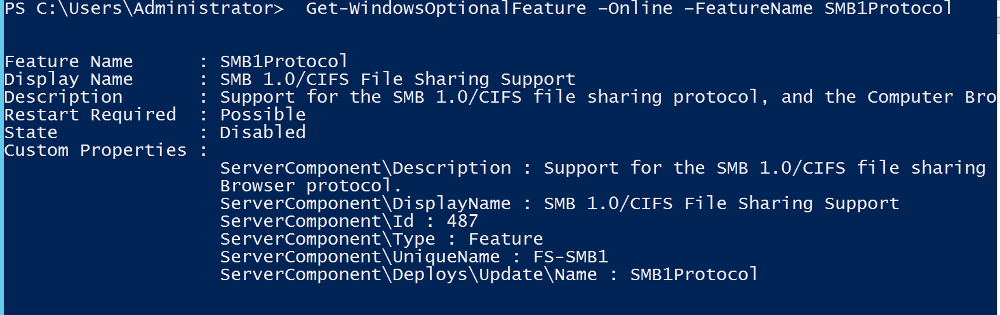 PS C:\Users\Administrator>  Get-WindowsOptionalFeature –Online –FeatureName SMB1Protocol
Feature Name      : SMB1Protocol
Display Name      : SMB 1.0/CIFS File Sharing Support
Description       : Support for the SMB 1.0/CIFS file sharing protocol, and the Computer Bro
Restart Required  : Possible
State             : Disabled
Custom Properties :
                    ServerComponent\Description : Support for the SMB 1.0/CIFS file sharing
                    Browser protocol.
                    ServerComponent\DisplayName : SMB 1.0/CIFS File Sharing Support
                    ServerComponent\Id : 487
                    ServerComponent\Type : Feature
                    ServerComponent\UniqueName : FS-SMB1
                    ServerComponent\Deploys\Update\Name : SMB1Protocol